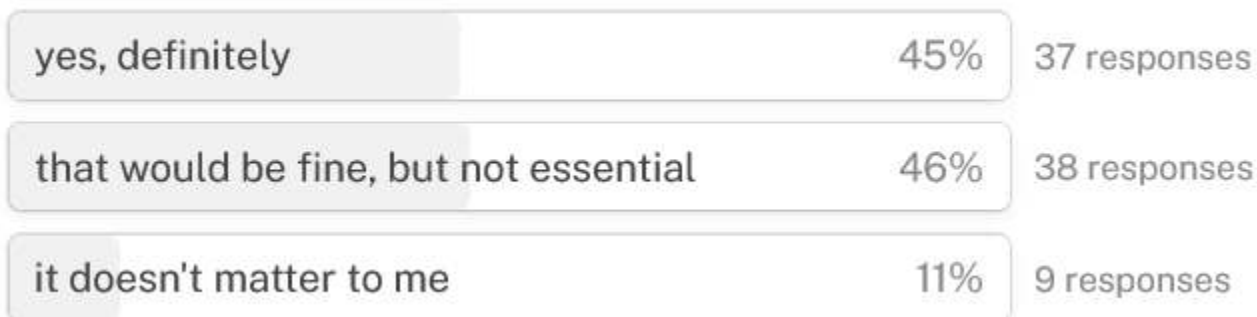 yes, definitely 45% 37 responses
that would be fine, but not essential 46% 38 responses
it doesn't matter to me 11% 9 responses